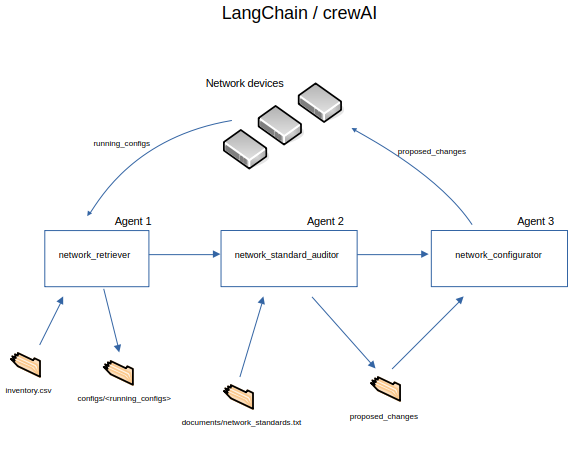 LangChain / crewAI
Network devices
running_configs
proposed_changes
Agent 1
Agent 2
Agent 3
network_retriever
network_standard_auditor
network_configurator
inventory.csv
configs/<running_configs>
documents/network_standards.txt
proposed_changes